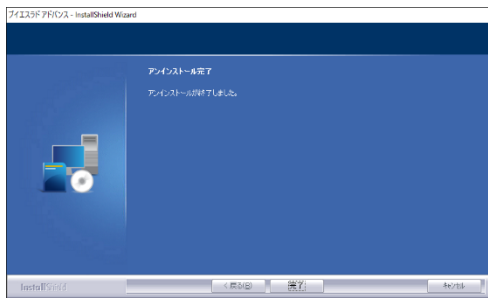 ブイエスラド アドバンス - InstallShield Wizard
アンインストール完了
アンインストールが終了しました。
InstallShield
< 戻る(B)
完了
キャンセル